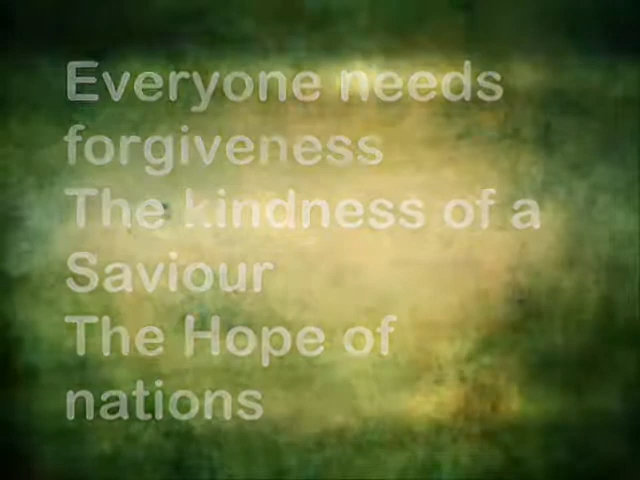 Everyone needs
forgiveness
The kindness of a
Saviour
The Hope of
nations